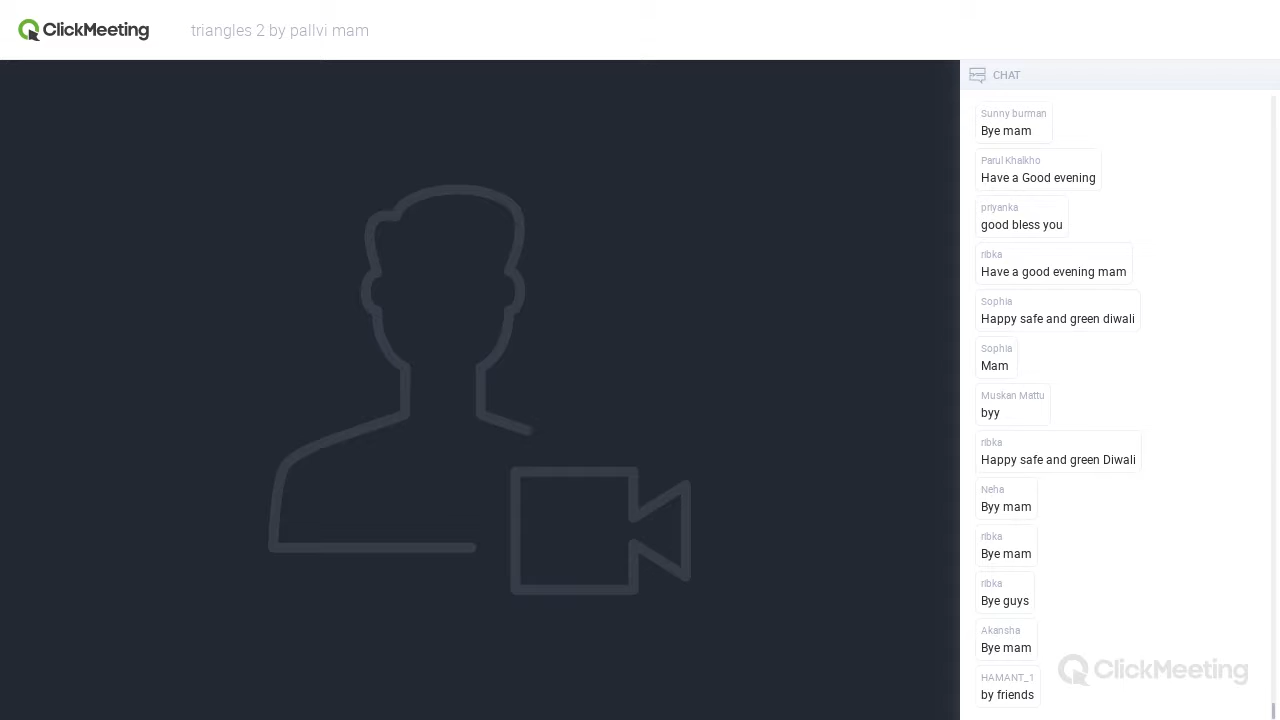 ClickMeeting
triangles 2 by pallvi mam
CHAT
Sunny burman
Bye mam
Parul Khalkho
Have a Good evening
priyanka
good bless you
ribka
Have a good evening mam
Sophia
Happy safe and green diwali
Sophia
Mam
Muskan Mattu
byy
ribka
Happy safe and green Diwali
Neha
Byy mam
ribka
Bye mam
ribka
Bye guys
Akansha
Bye mam
ClickMeeting
HAMANT_1
by friends